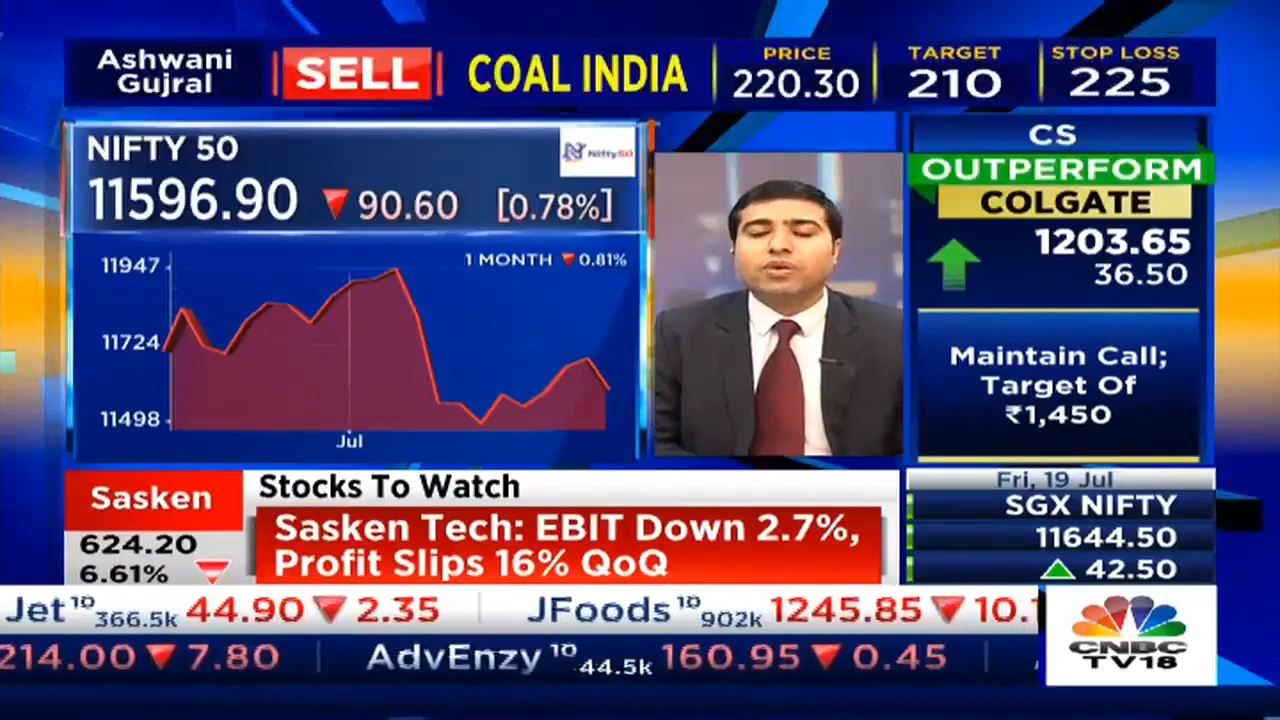 Ashwani
Gujral
SELL
COAL INDIA
PRICE
220.30
TARGET
210
STOP LOSS
225
NIFTY 50
Nifty50
11596.90 ▼ 90.60 [0.78%]
1 MONTH ▼ 0.81%
11947
11724
11498
Jul
CS
OUTPERFORM
COLGATE
1203.65
36.50
Maintain Call;
Target Of
₹1,450
Fri, 19 Jul
SGX NIFTY
11644.50
42.50
Sasken
624.20
6.61%
Stocks To Watch
Sasken Tech: EBIT Down 2.7%,
Profit Slips 16% QoQ
Jet 10 366.5k 44.90 ▼ 2.35 JFoods 10 902k 1245.85 ▼ 10.
214.00 ▼ 7.80 AdvEnzy 10 44.5k 160.95 ▼ 0.45
CNBC
TV18